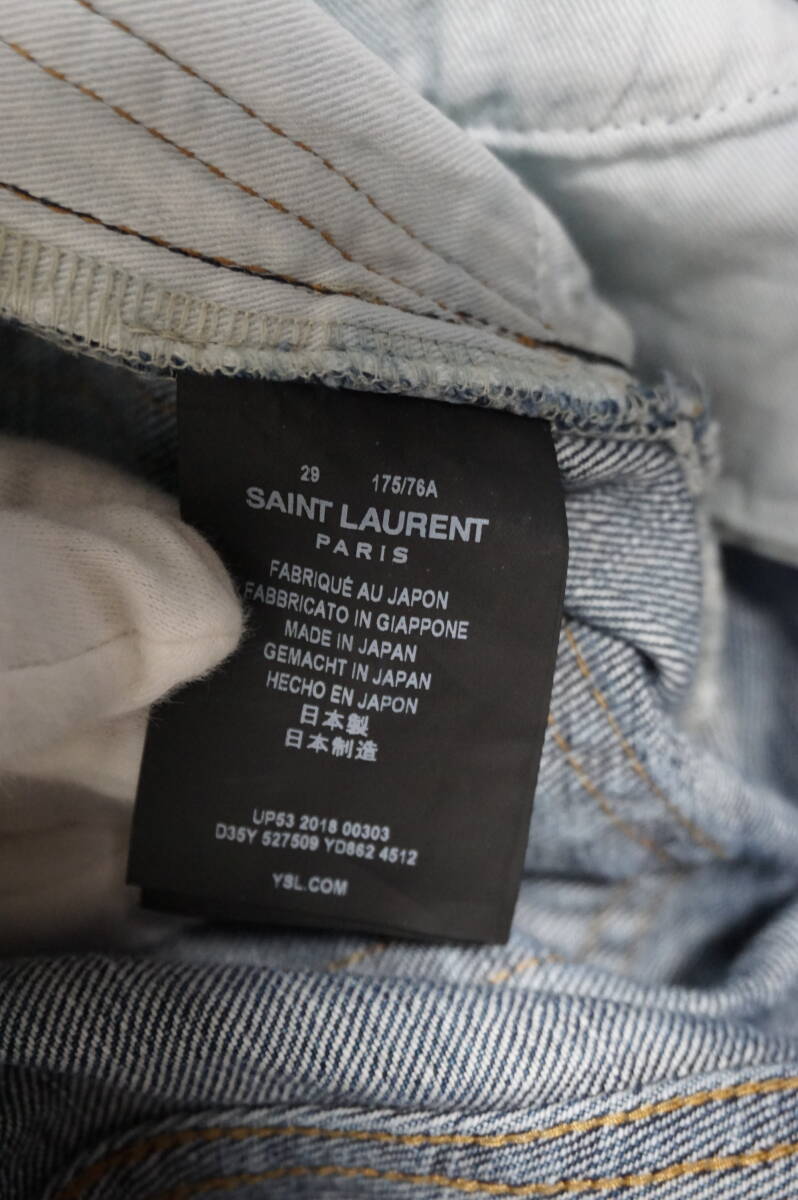 29 175/76A
SAINT LAURENT
PARIS
FABRIQUÉ AU JAPON
FABBRICATO IN GIAPPONE
MADE IN JAPAN
GEMACHT IN JAPAN
HECHO EN JAPON
日本製
日本制造
UP53 2018 00303
D35Y 527509 YD862 4512
YSL.COM